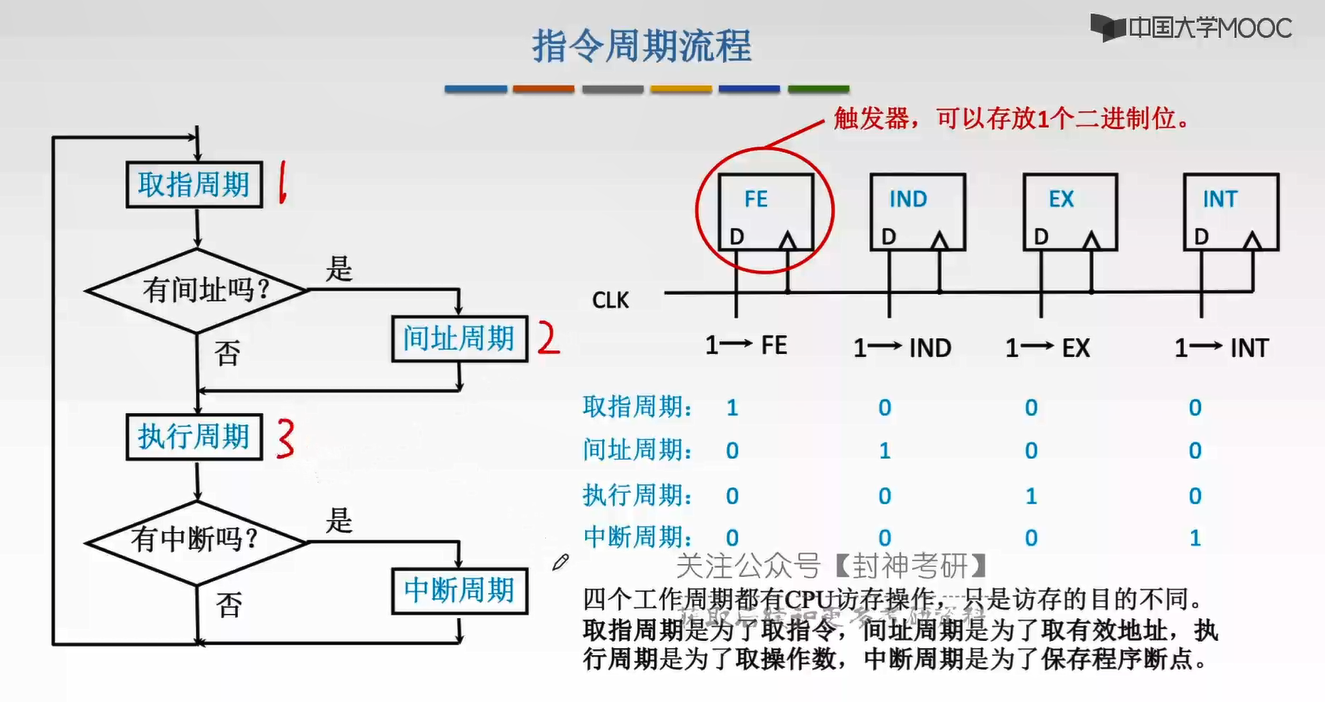 中国大学MOOC
指令周期流程
触发器，可以存放1个二进制位。
取指周期 1
有间址吗？
是
否
间址周期 2
执行周期 3
有中断吗？
是
否
中断周期
FE IND EX INT
D D D D
CLK
1→FE 1→IND 1→EX 1→INT
取指周期： 1 0 0 0
间址周期： 0 1 0 0
执行周期： 0 0 1 0
中断周期： 0 0 0 1
关注公众号【封神考研】
四个工作周期都有CPU访存操作，只是访存的目的不同。
取指周期是为了取指令，间址周期是为了取有效地址，执
行周期是为了取操作数，中断周期是为了保存程序断点。